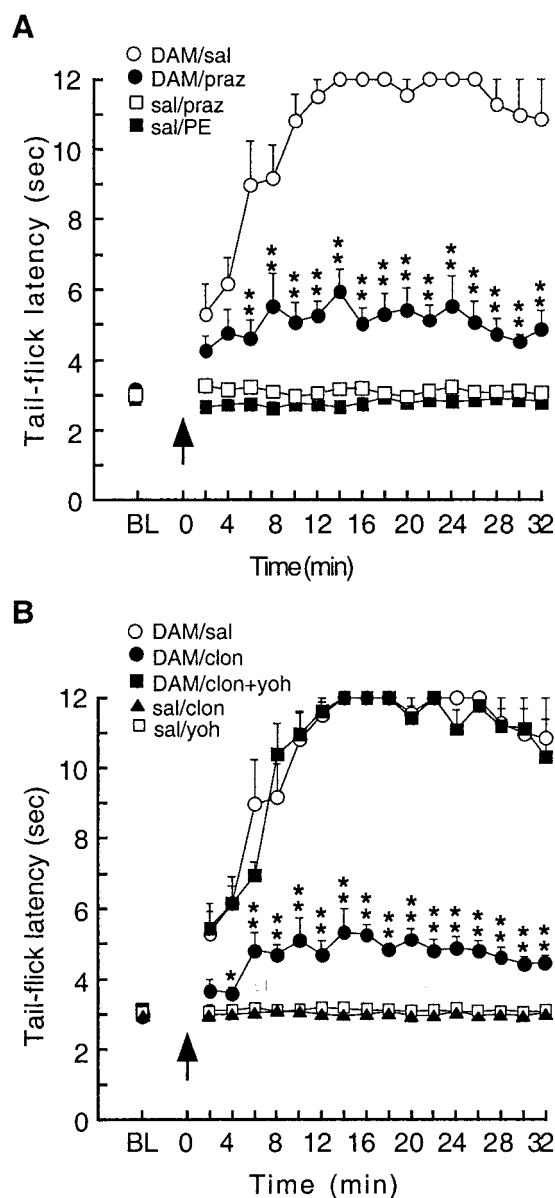 A
DAM/sal
DAM/praz
sal/praz
sal/PE
Tail-flick latency (sec)
12
10
8
6
4
2
0
BL 0 4 8 12 16 20 24 28 32
Time(min)
B
DAM/sal
DAM/clon
DAM/clon+yoh
sal/clon
sal/yoh
Tail-flick latency (sec)
12
10
8
6
4
2
0
BL 0 4 8 12 16 20 24 28 32
Time (min)